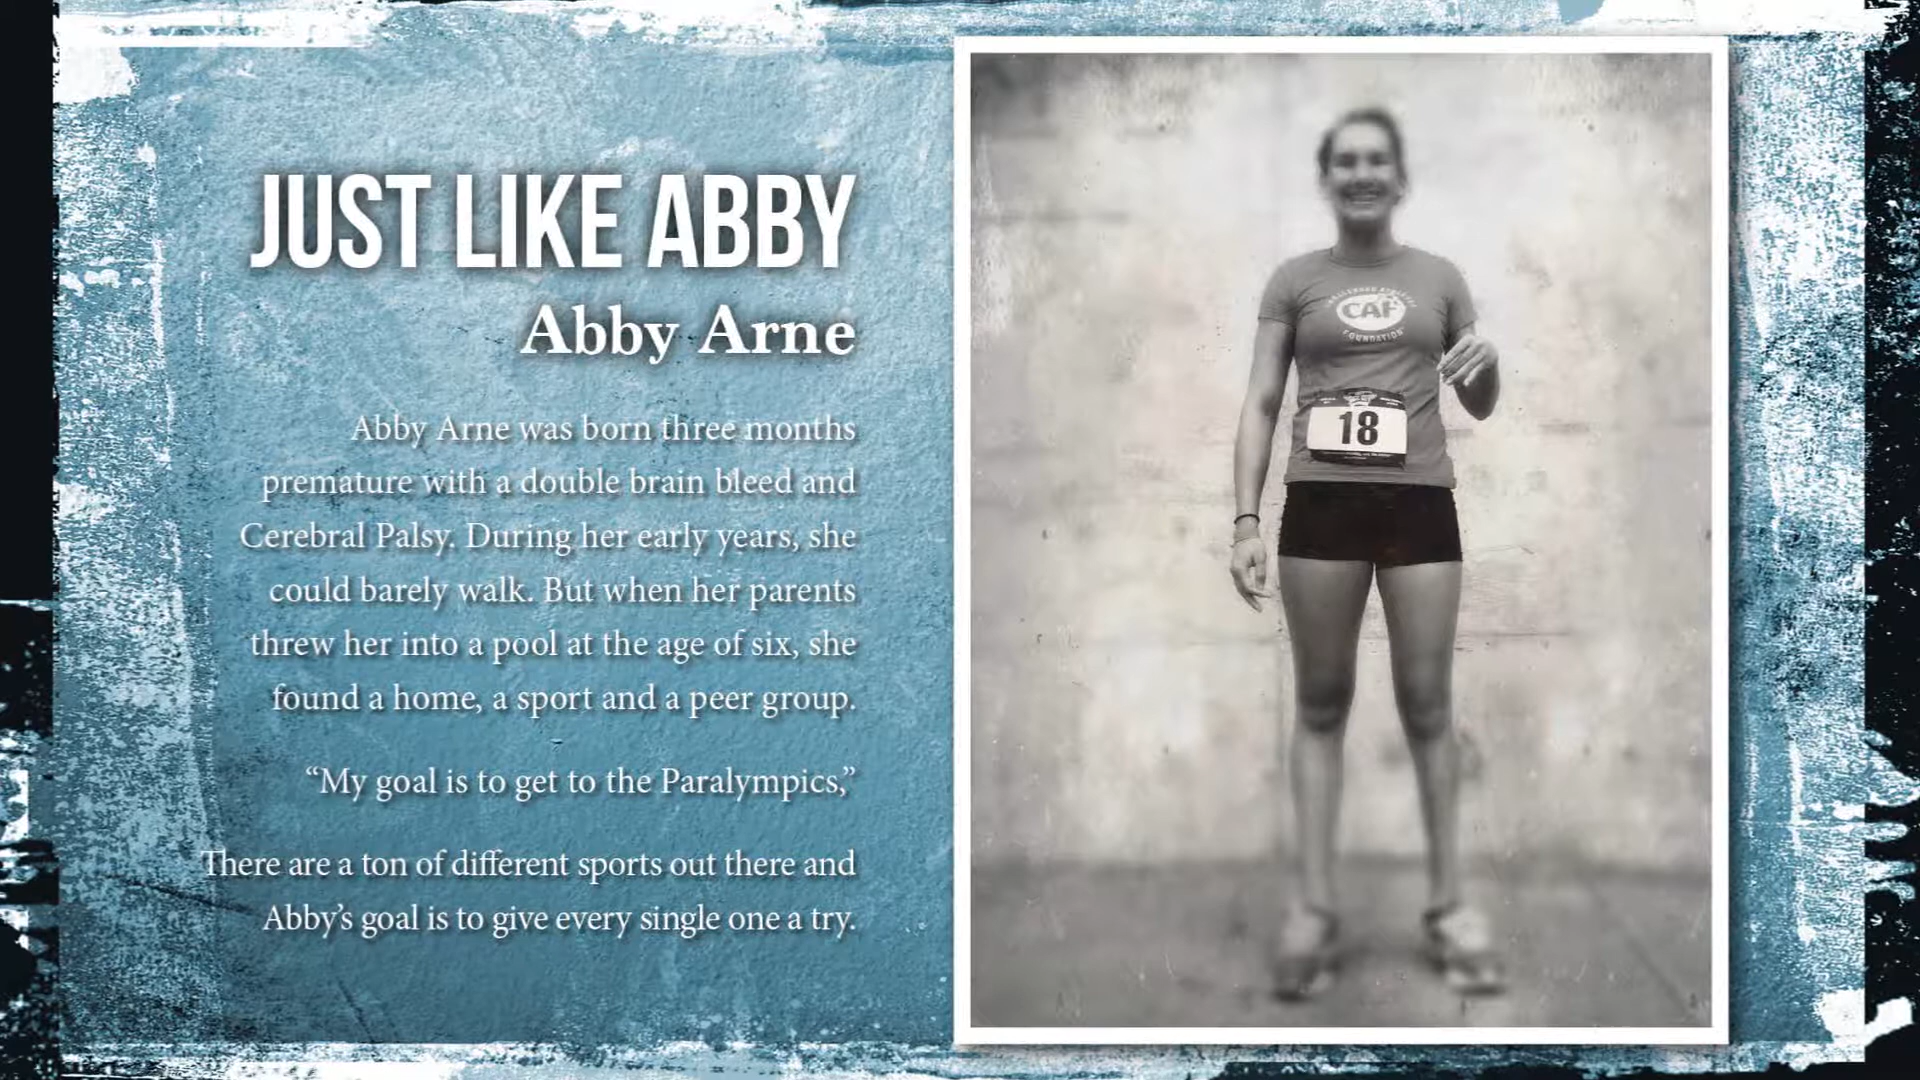 JUST LIKE ABBY
Abby Arne
Abby Arne was born three months
premature with a double brain bleed and
Cerebral Palsy. During her early years, she
could barely walk. But when her parents
threw her into a pool at the age of six, she
found a home, a sport and a peer group.
“My goal is to get to the Paralympics,”
There are a ton of different sports out there and
Abby’s goal is to give every single one a try.
CAF
FOUNDATION
18